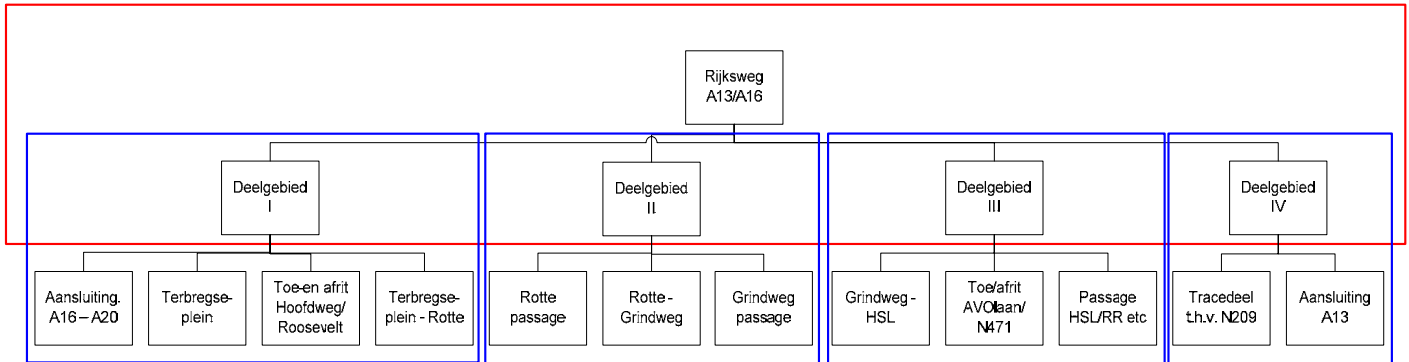 Rijksweg
A13/A16
Deelgebied
I
Deelgebied
II
Deelgebied
III
Deelgebied
IV
Aansluiting.
A16 – A20
Terbregse-
plein
Toe-en afrit
Hoofdweg/
Roosevelt
Terbregse-
plein - Rotte
Rotte
passage
Rotte -
Grindweg
Grindweg
passage
Grindweg -
HSL
Toe/afrit
AVOlaan/
N471
Passage
HSL/RR etc
Tracedeel
t.h.v. N209
Aansluiting
A13